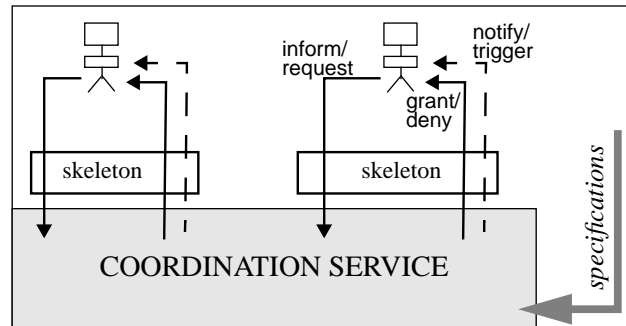 inform/
request
notify/
trigger
grant/
deny
skeleton
skeleton
specifications
COORDINATION SERVICE